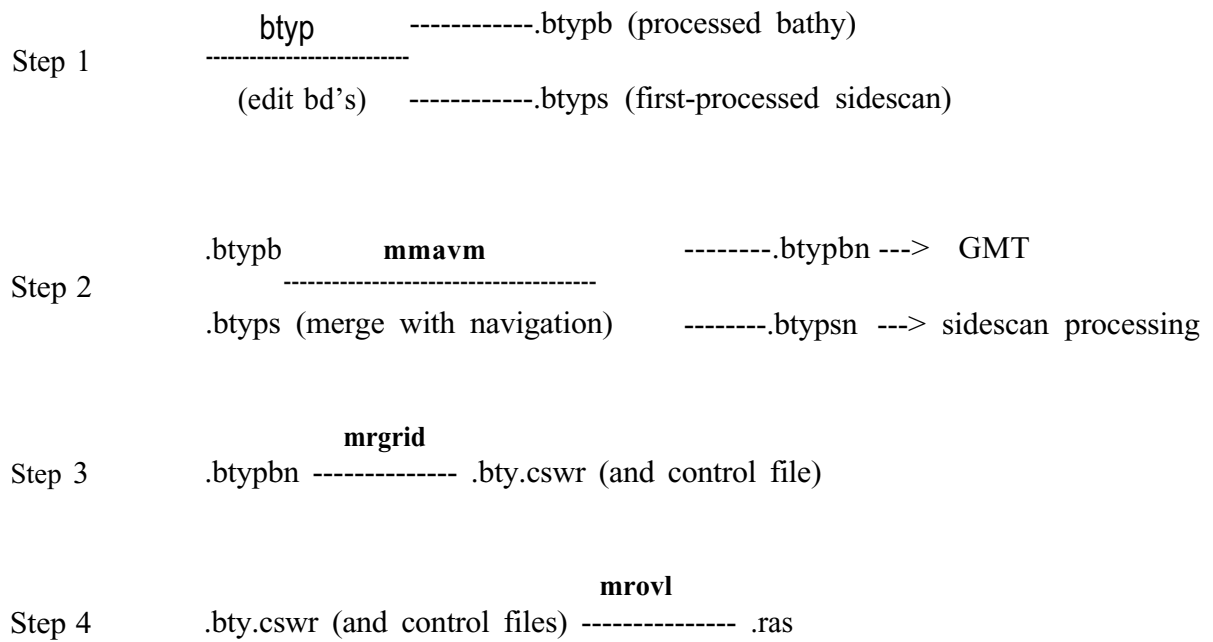 btyp ------------.btypb (processed bathy)
Step 1 ----------------------------
(edit bd’s) ------------.btyps (first-processed sidescan)
.btypb mmavm --------.btypbn ---> GMT
Step 2 ---------------------------------------
.btyps (merge with navigation) --------.btypsn ---> sidescan processing
mrgrid
Step 3 .btypbn -------------- .bty.cswr (and control file)
mrovl
Step 4 .bty.cswr (and control files) --------------- .ras